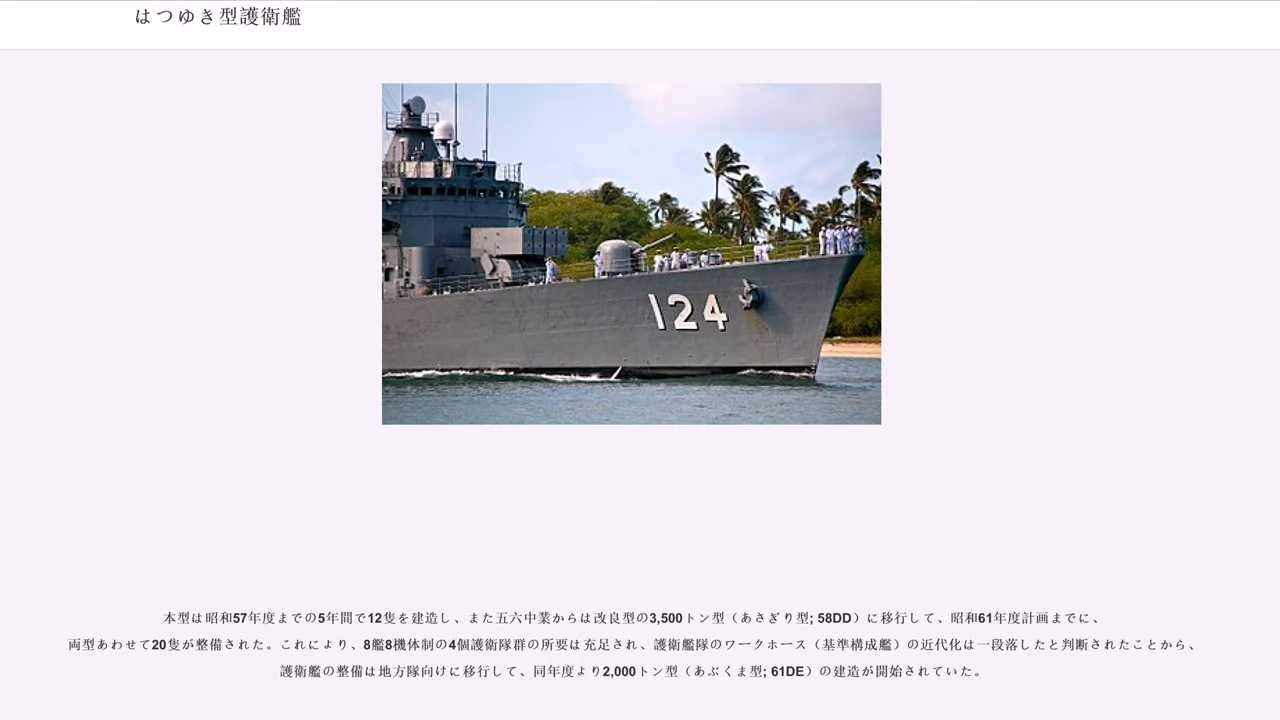 はつゆき型護衛艦
124
本型は昭和57年度までの5年間で12隻を建造し、また五六中業からは改良型の3,500トン型（あさぎり型; 58DD）に移行して、昭和61年度計画までに、
両型あわせて20隻が整備された。これにより、8艦8機体制の4個護衛隊群の所要は充足され、護衛艦隊のワークホース（基準構成艦）の近代化は一段落したと判断されたことから、
護衛艦の整備は地方隊向けに移行して、同年度より2,000トン型（あぶくま型; 61DE）の建造が開始されていた。